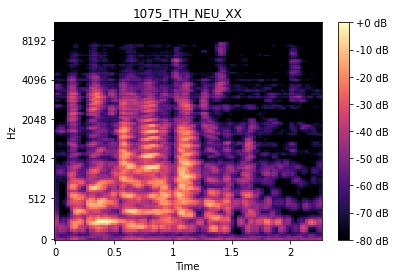 1075_ITH_NEU_XX
8192
4096
2048
1024
512
0
Hz
0
0.5
1
1.5
2
Time
+0 dB
-10 dB
-20 dB
-30 dB
-40 dB
-50 dB
-60 dB
-70 dB
-80 dB